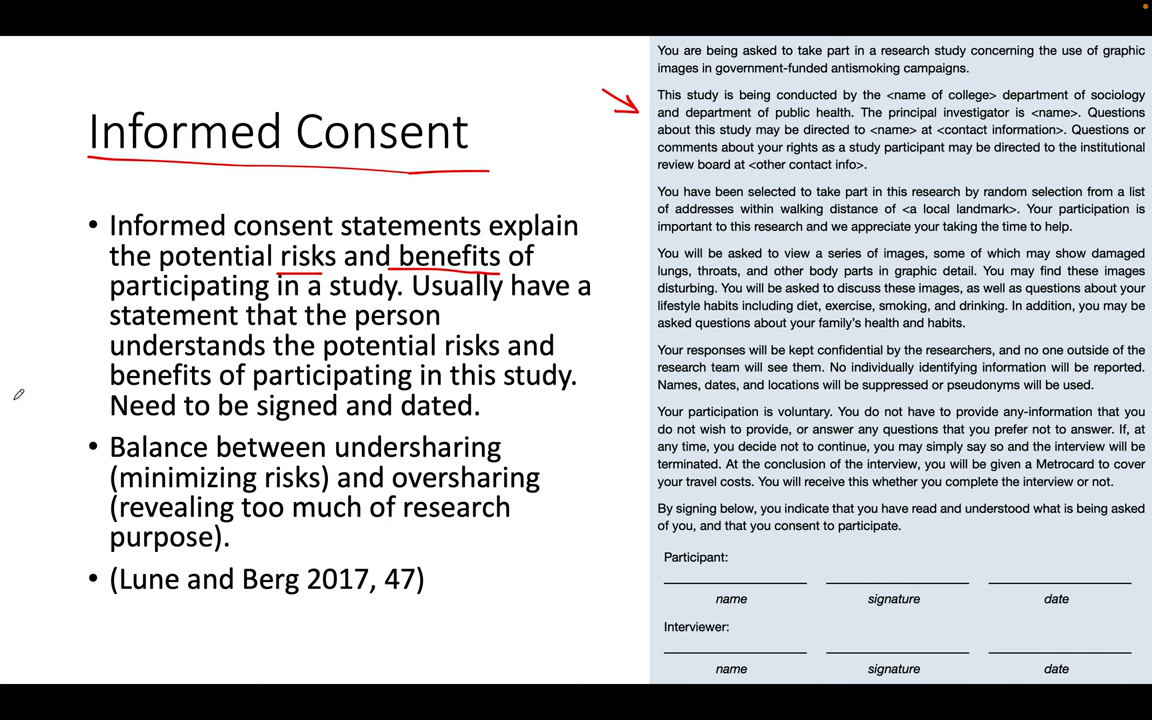 Informed Consent
• Informed consent statements explain
the potential risks and benefits of
participating in a study. Usually have a
statement that the person
understands the potential risks and
benefits of participating in this study.
Need to be signed and dated.
• Balance between undersharing
(minimizing risks) and oversharing
(revealing too much of research
purpose).
• (Lune and Berg 2017, 47)
You are being asked to take part in a research study concerning the use of graphic
images in government-funded antismoking campaigns.
This study is being conducted by the <name of college> department of sociology
and department of public health. The principal investigator is <name>. Questions
about this study may be directed to <name> at <contact information>. Questions or
comments about your rights as a study participant may be directed to the institutional
review board at <other contact info>.
You have been selected to take part in this research by random selection from a list
of addresses within walking distance of <a local landmark>. Your participation is
important to this research and we appreciate your taking the time to help.
You will be asked to view a series of images, some of which may show damaged
lungs, throats, and other body parts in graphic detail. You may find these images
disturbing. You will be asked to discuss these images, as well as questions about your
lifestyle habits including diet, exercise, smoking, and drinking. In addition, you may be
asked questions about your family's health and habits.
Your responses will be kept confidential by the researchers, and no one outside of the
research team will see them. No individually identifying information will be reported.
Names, dates, and locations will be suppressed or pseudonyms will be used.
Your participation is voluntary. You do not have to provide any-information that you
do not wish to provide, or answer any questions that you prefer not to answer. If, at
any time, you decide not to continue, you may simply say so and the interview will be
terminated. At the conclusion of the interview, you will be given a Metrocard to cover
your travel costs. You will receive this whether you complete the interview or not.
By signing below, you indicate that you have read and understood what is being asked
of you, and that you consent to participate.
Participant:
name signature date
Interviewer:
name signature date